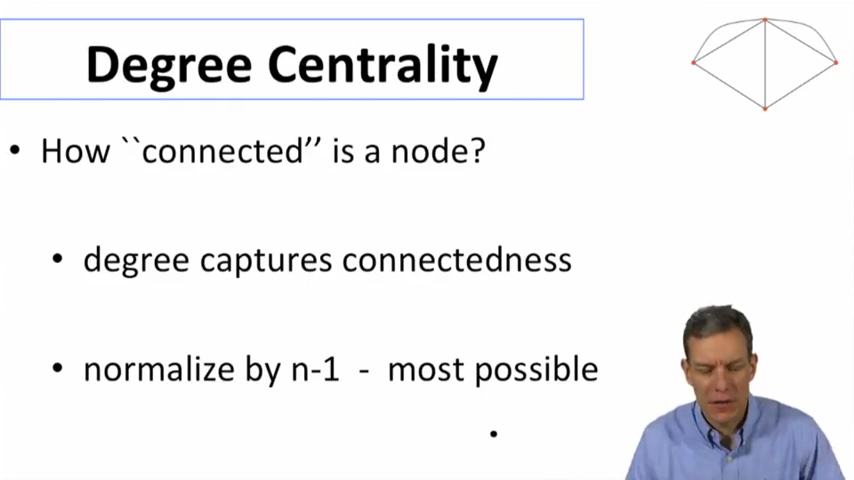 Degree Centrality
• How ``connected’’ is a node?
• degree captures connectedness
• normalize by n-1 - most possible